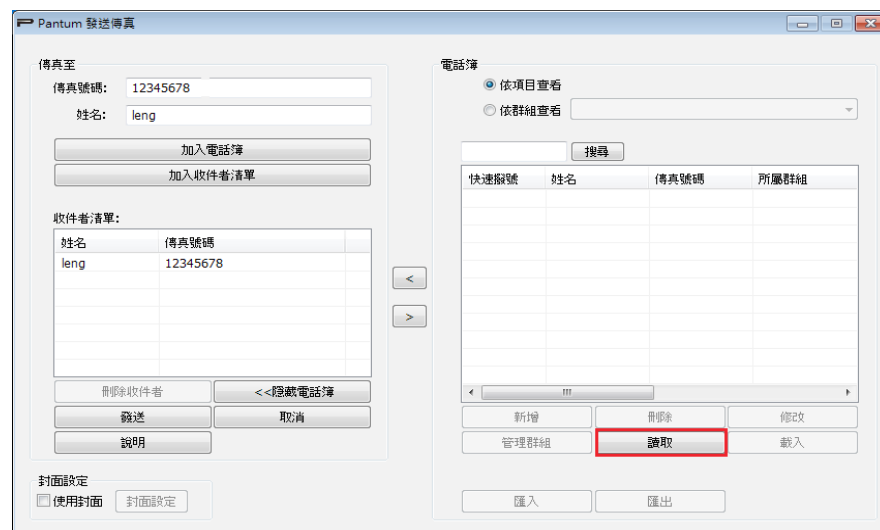 Pantum 發送傳真
傳真至
傳真號碼: 12345678
姓名: leng
加入電話簿
加入收件者清單
收件者清單:
姓名 傳真號碼
leng 12345678
刪除收件者 <<隱藏電話簿
發送 取消
說明
封面設定
使用封面 封面設定
<
>
電話簿
依項目查看
依群組查看
搜尋
快速撥號 姓名 傳真號碼 所屬群組
新增 刪除 修改
管理群組 讀取 載入
匯入 匯出